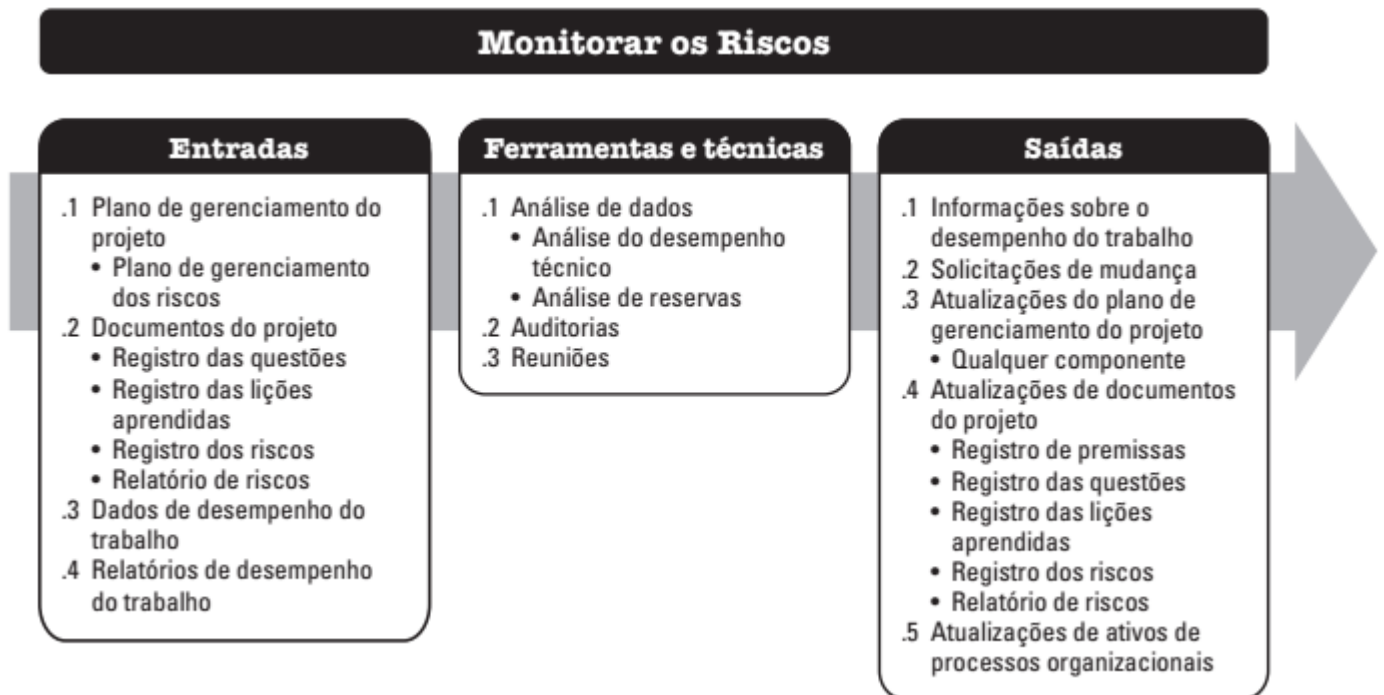 Monitorar os Riscos
Entradas
.1 Plano de gerenciamento do
projeto
• Plano de gerenciamento
dos riscos
.2 Documentos do projeto
• Registro das questões
• Registro das lições
aprendidas
• Registro dos riscos
• Relatório de riscos
.3 Dados de desempenho do
trabalho
.4 Relatórios de desempenho
do trabalho
Ferramentas e técnicas
.1 Análise de dados
• Análise do desempenho
técnico
• Análise de reservas
.2 Auditorias
.3 Reuniões
Saídas
.1 Informações sobre o
desempenho do trabalho
.2 Solicitações de mudança
.3 Atualizações do plano de
gerenciamento do projeto
• Qualquer componente
.4 Atualizações de documentos
do projeto
• Registro de premissas
• Registro das questões
• Registro das lições
aprendidas
• Registro dos riscos
• Relatório de riscos
.5 Atualizações de ativos de
processos organizacionais